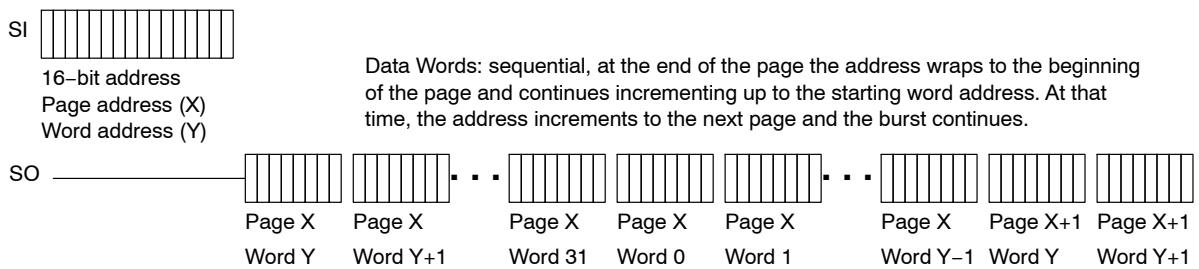 SI
16−bit address
Page address (X)
Word address (Y)
Data Words: sequential, at the end of the page the address wraps to the beginning
of the page and continues incrementing up to the starting word address. At that
time, the address increments to the next page and the burst continues.
SO
Page X Page X Page X Page X Page X Page X Page X+1 Page X+1
Word Y Word Y+1 Word 31 Word 0 Word 1 Word Y−1 Word Y Word Y+1